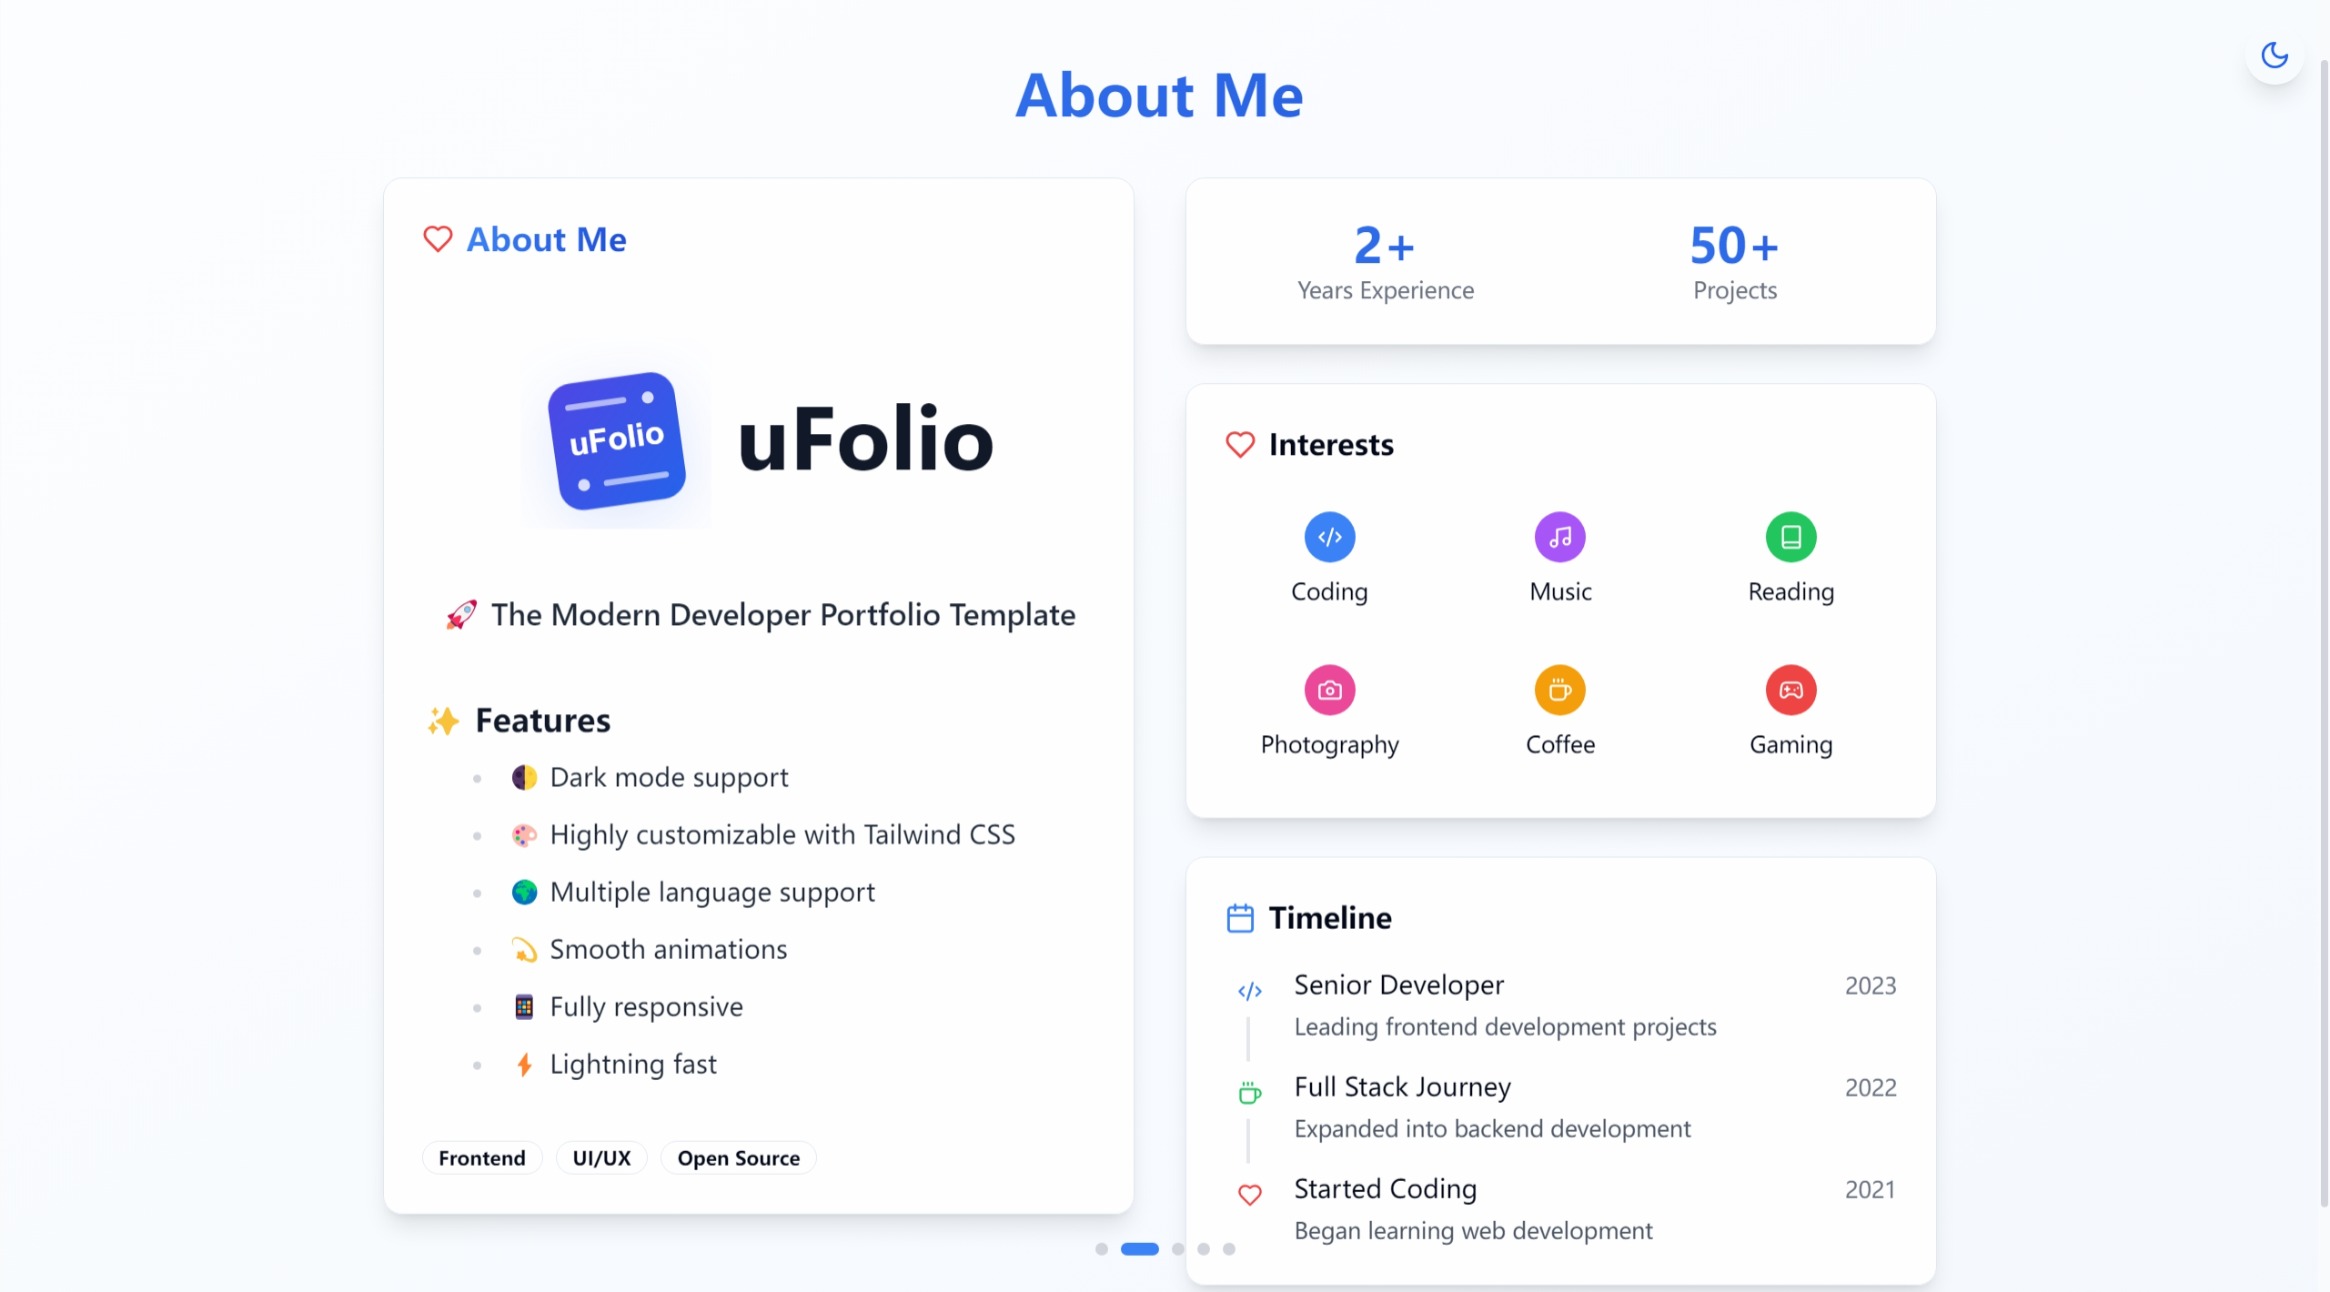 About Me
About Me
uFolio
uFolio
🚀 The Modern Developer Portfolio Template
✨ Features
🌓 Dark mode support
🎨 Highly customizable with Tailwind CSS
🌍 Multiple language support
💫 Smooth animations
📱 Fully responsive
⚡ Lightning fast
Frontend UI/UX Open Source
2+ 50+
Years Experience Projects
Interests
Coding Music Reading
Photography Coffee Gaming
Timeline
Senior Developer 2023
Leading frontend development projects
Full Stack Journey 2022
Expanded into backend development
Started Coding 2021
Began learning web development